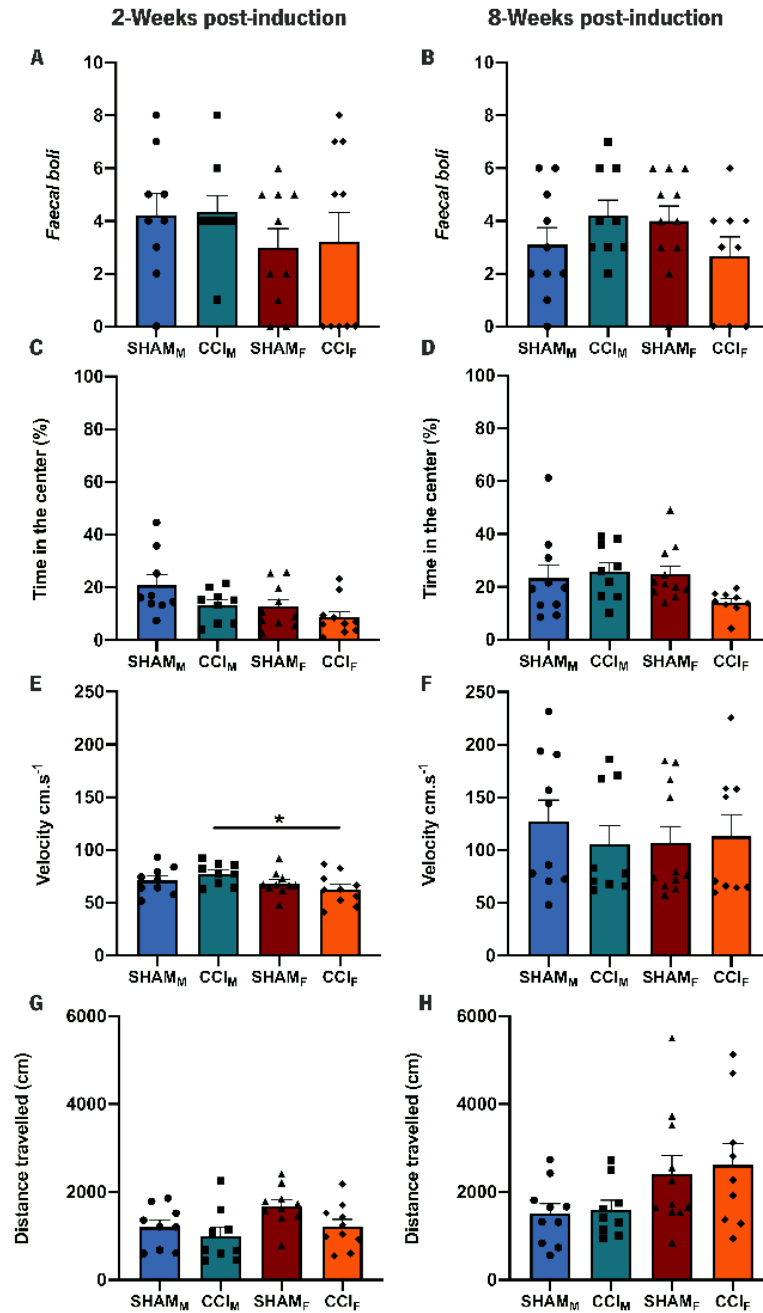 2-Weeks post-induction 8-Weeks post-induction
A B
Faecal boli
10
8
6
4
2
0
SHAMM CCIM SHAMF CCIF
Faecal boli
10
8
6
4
2
0
SHAMM CCIM SHAMF CCIF
C D
Time in the center (%)
100
80
60
40
20
0
SHAMM CCIM SHAMF CCIF
Time in the center (%)
100
80
60
40
20
0
SHAMM CCIM SHAMF CCIF
E F
Velocity cm.s-1
250
200
150
100
50
0
*
SHAMM CCIM SHAMF CCIF
Velocity cm.s-1
250
200
150
100
50
0
SHAMM CCIM SHAMF CCIF
G H
Distance travelled (cm)
6000
4000
2000
0
SHAMM CCIM SHAMF CCIF
Distance travelled (cm)
6000
4000
2000
0
SHAMM CCIM SHAMF CCIF